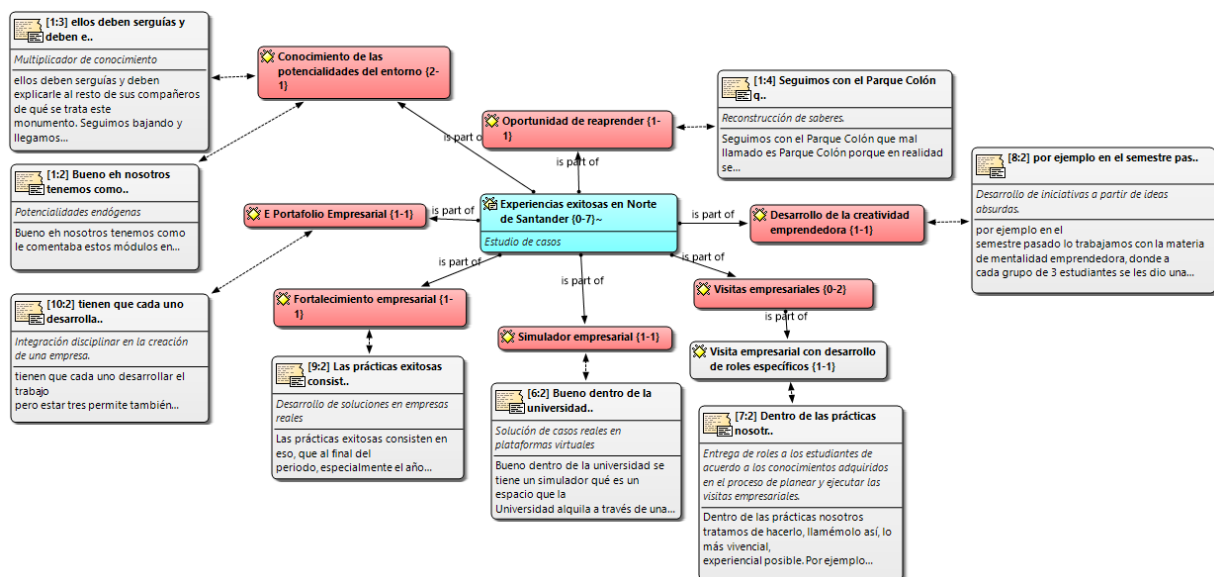 [1:3] ellos deben serguías y
deben e..
Multiplicador de conocimiento
ellos deben serguías y deben
explicarle al resto de sus compañeros
de qué se trata este
monumento. Seguimos bajando y
llegamos...
Conocimiento de las
potencialidades del entorno {2-
1}
Oportunidad de reaprender {1-
1}
[1:4] Seguimos con el Parque Colón
q..
Reconstrucción de saberes.
Seguimos con el Parque Colón que mal
llamado es Parque Colón porque en realidad
se...
is part o
is part of
[1:2] Bueno eh nosotros
tenemos como..
Potencialidades endógenas
Bueno eh nosotros tenemos como
le comentaba estos módulos en...
E Portafolio Empresarial {1-1}
is part of
Experiencias exitosas en Norte
de Santander {0-7}~
Estudio de casos
is part of
Desarrollo de la creatividad
emprendedora {1-1}
[8:2] por ejemplo en el semestre pas..
Desarrollo de iniciativas a partir de ideas
absurdas.
por ejemplo en el
semestre pasado lo trabajamos con la materia
de mentalidad emprendedora, donde a
cada grupo de 3 estudiantes se les dio una...
is part of
is part of
is part of
[10:2] tienen que cada uno
desarrolla..
Integración disciplinar en la creación
de una empresa.
tienen que cada uno desarrollar el
trabajo
pero estar tres permite también...
Fortalecimiento empresarial {1-
1}
[9:2] Las prácticas exitosas
consist..
Desarrollo de soluciones en empresas
reales
Las prácticas exitosas consisten en
eso, que al final del
periodo, especialmente el año...
Simulador empresarial {1-1}
[6:2] Bueno dentro de la
universidad..
Solución de casos reales en
plataformas virtuales
Bueno dentro de la universidad se
tiene un simulador qué es un
espacio que la
Universidad alquila a través de una...
Visitas empresariales {0-2}
is part of
Visita empresarial con desarrollo
de roles específicos {1-1}
[7:2] Dentro de las prácticas
nosotr..
Entrega de roles a los estudiantes de
acuerdo a los conocimientos adquiridos
en el proceso de planear y ejecutar las
visitas empresariales.
Dentro de las prácticas nosotros
tratamos de hacerlo, llamémolo así, lo
más vivencial,
experiencial posible. Por ejemplo...